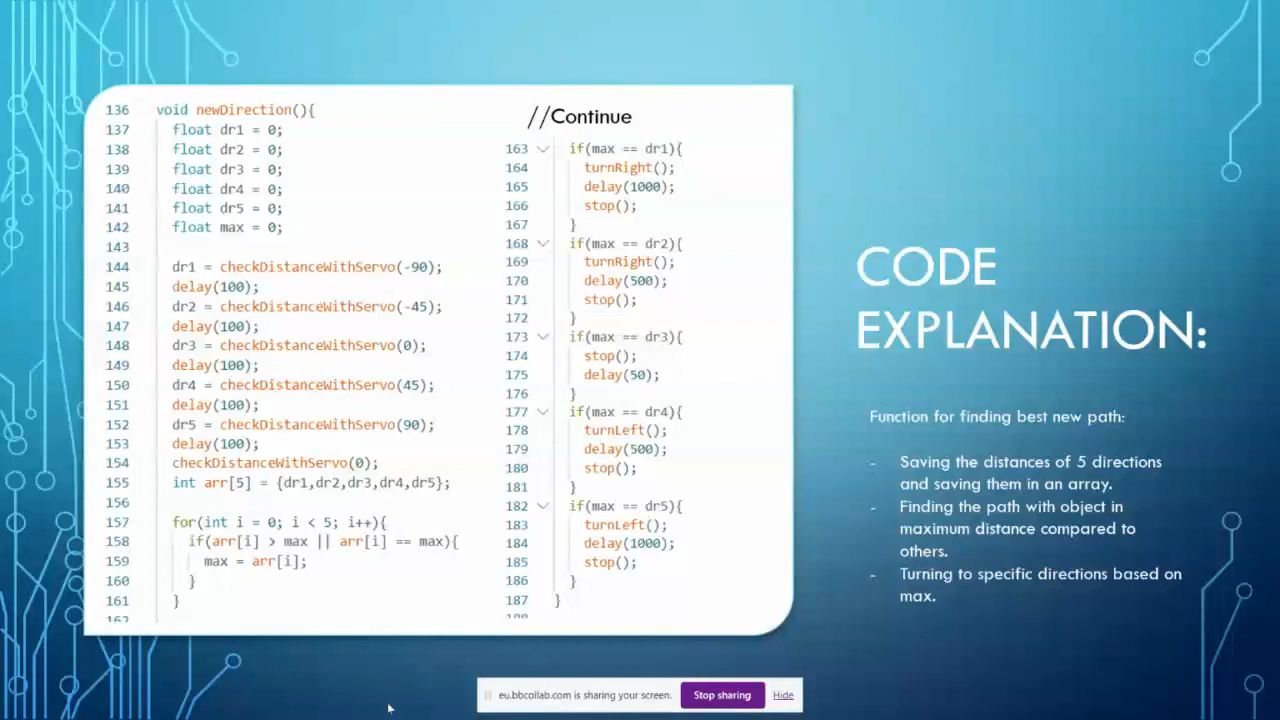 136 void newDirection(){
137 float dr1 = 0;
138 float dr2 = 0;
139 float dr3 = 0;
140 float dr4 = 0;
141 float dr5 = 0;
142 float max = 0;
143
144 dr1 = checkDistanceWithServo(-90);
145 delay(100);
146 dr2 = checkDistanceWithServo(-45);
147 delay(100);
148 dr3 = checkDistanceWithServo(0);
149 delay(100);
150 dr4 = checkDistanceWithServo(45);
151 delay(100);
152 dr5 = checkDistanceWithServo(90);
153 delay(100);
154 checkDistanceWithServo(0);
155 int arr[5] = {dr1,dr2,dr3,dr4,dr5};
156
157 for(int i = 0; i < 5; i++){
158 if(arr[i] > max || arr[i] == max){
159 max = arr[i];
160 }
161 }
162
//Continue
163 if(max == dr1){
164 turnRight();
165 delay(1000);
166 stop();
167 }
168 if(max == dr2){
169 turnRight();
170 delay(500);
171 stop();
172 }
173 if(max == dr3){
174 stop();
175 delay(50);
176 }
177 if(max == dr4){
178 turnLeft();
179 delay(500);
180 stop();
181 }
182 if(max == dr5){
183 turnLeft();
184 delay(1000);
185 stop();
186 }
187 }
CODE
EXPLANATION:
Function for finding best new path:
- Saving the distances of 5 directions
and saving them in an array.
- Finding the path with object in
maximum distance compared to
others.
- Turning to specific directions based on
max.
eu.bbcollab.com is sharing your screen. Stop sharing Hide